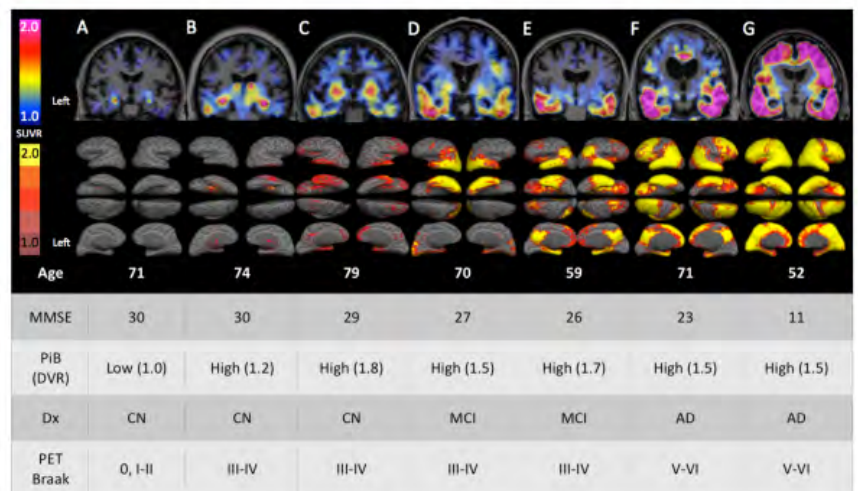 2.0 A B C D E F G
Left
1.0
SUVR
2.0
1.0 Left
Age 71 74 79 70 59 71 52
MMSE 30 30 29 27 26 23 11
PiB (DVR) Low (1.0) High (1.2) High (1.8) High (1.5) High (1.7) High (1.5) High (1.5)
Dx CN CN CN MCI MCI AD AD
PET Braak 0, I-II III-IV III-IV III-IV III-IV V-VI V-VI